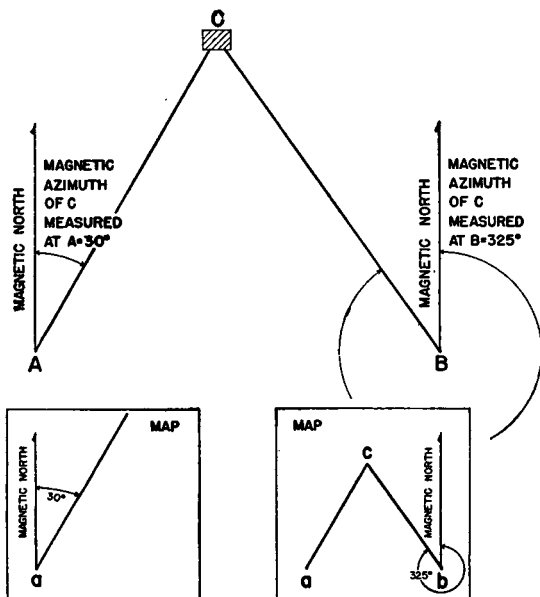 C
MAGNETIC NORTH
MAGNETIC
AZIMUTH
OF C
MEASURED
AT A=30°
A
MAGNETIC NORTH
MAGNETIC
AZIMUTH
OF C
MEASURED
AT B=325°
B
MAP
MAGNETIC NORTH
30°
a
MAP
c
MAGNETIC NORTH
a
325°
b